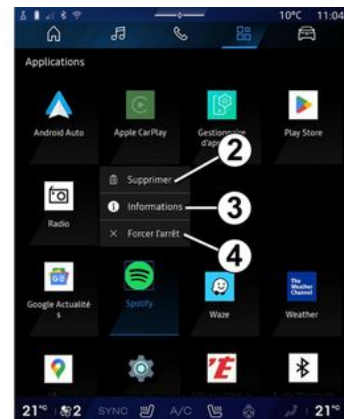 10°C 11:04
Applications
Android Auto
Apple CarPlay
Gestionnaire
d'app
Play Store
2
Supprimer
3
Informations
4
Forcer l'arrêt
Radio
Google Actualité
s
Spotify
Waze
The
Weather
Channel
Weather
'E
21°C 2 SYNC A/C 21°C